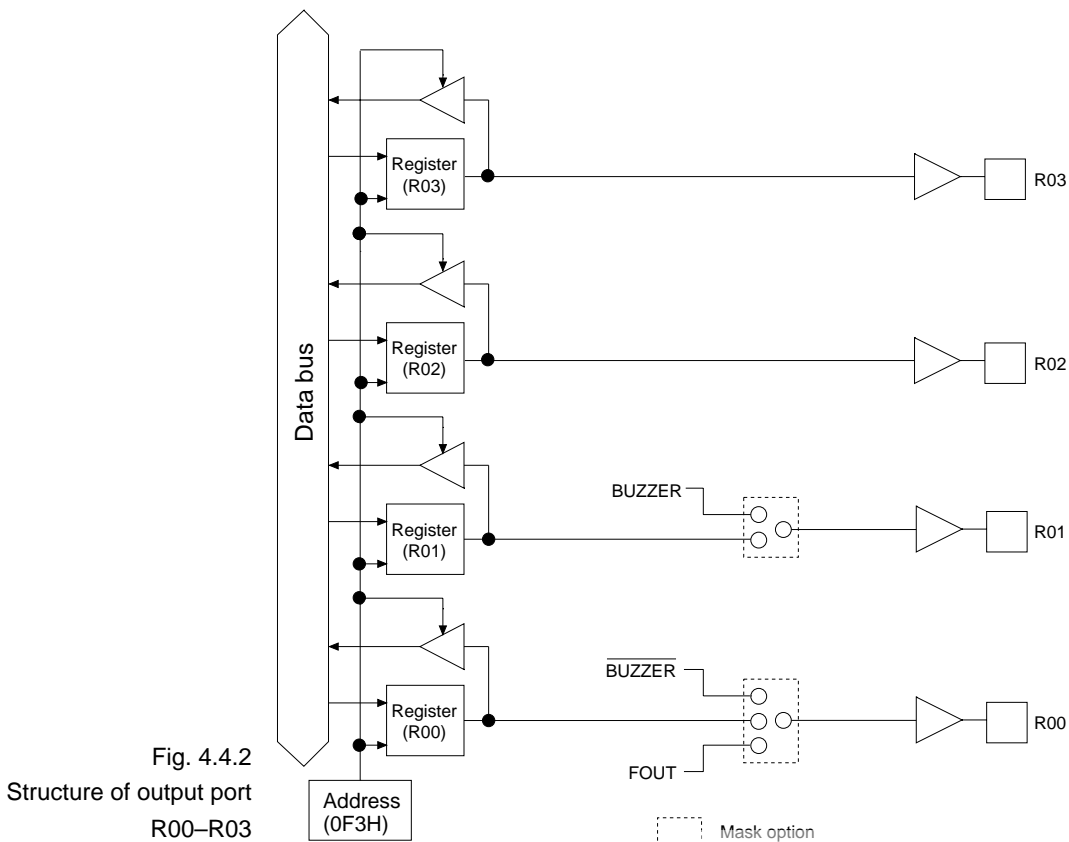 Register
(R03)
R03
Register
(R02)
R02
Data bus
BUZZER
Register
(R01)
R01
BUZZER
Register
(R00)
R00
FOUT
Fig. 4.4.2
Structure of output port
R00–R03
Address
(0F3H)
Mask option